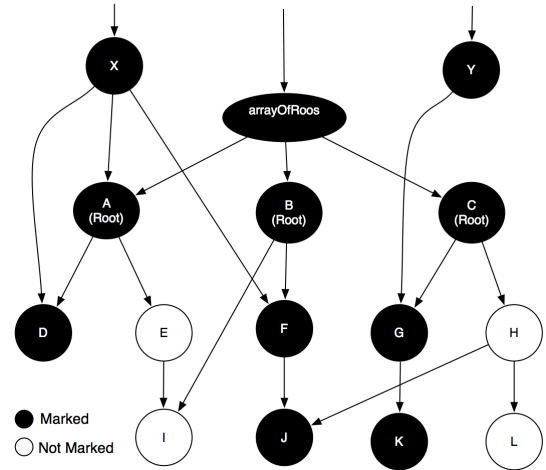 X
Y
arrayOfRoos
A
(Root)
B
(Root)
C
(Root)
D
E
F
G
H
I
J
K
L
Marked
Not Marked